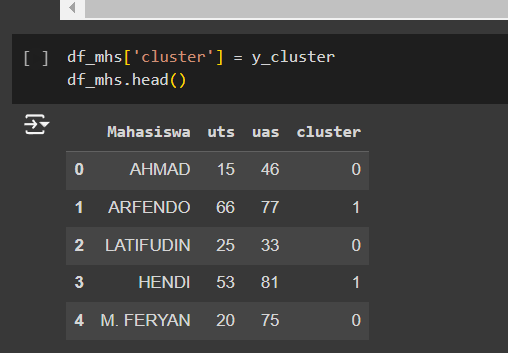 [ ] df_mhs['cluster'] = y_cluster
df_mhs.head()
Mahasiswa uts uas cluster
0 AHMAD 15 46 0
1 ARFENDO 66 77 1
2 LATIFUDIN 25 33 0
3 HENDI 53 81 1
4 M. FERYAN 20 75 0